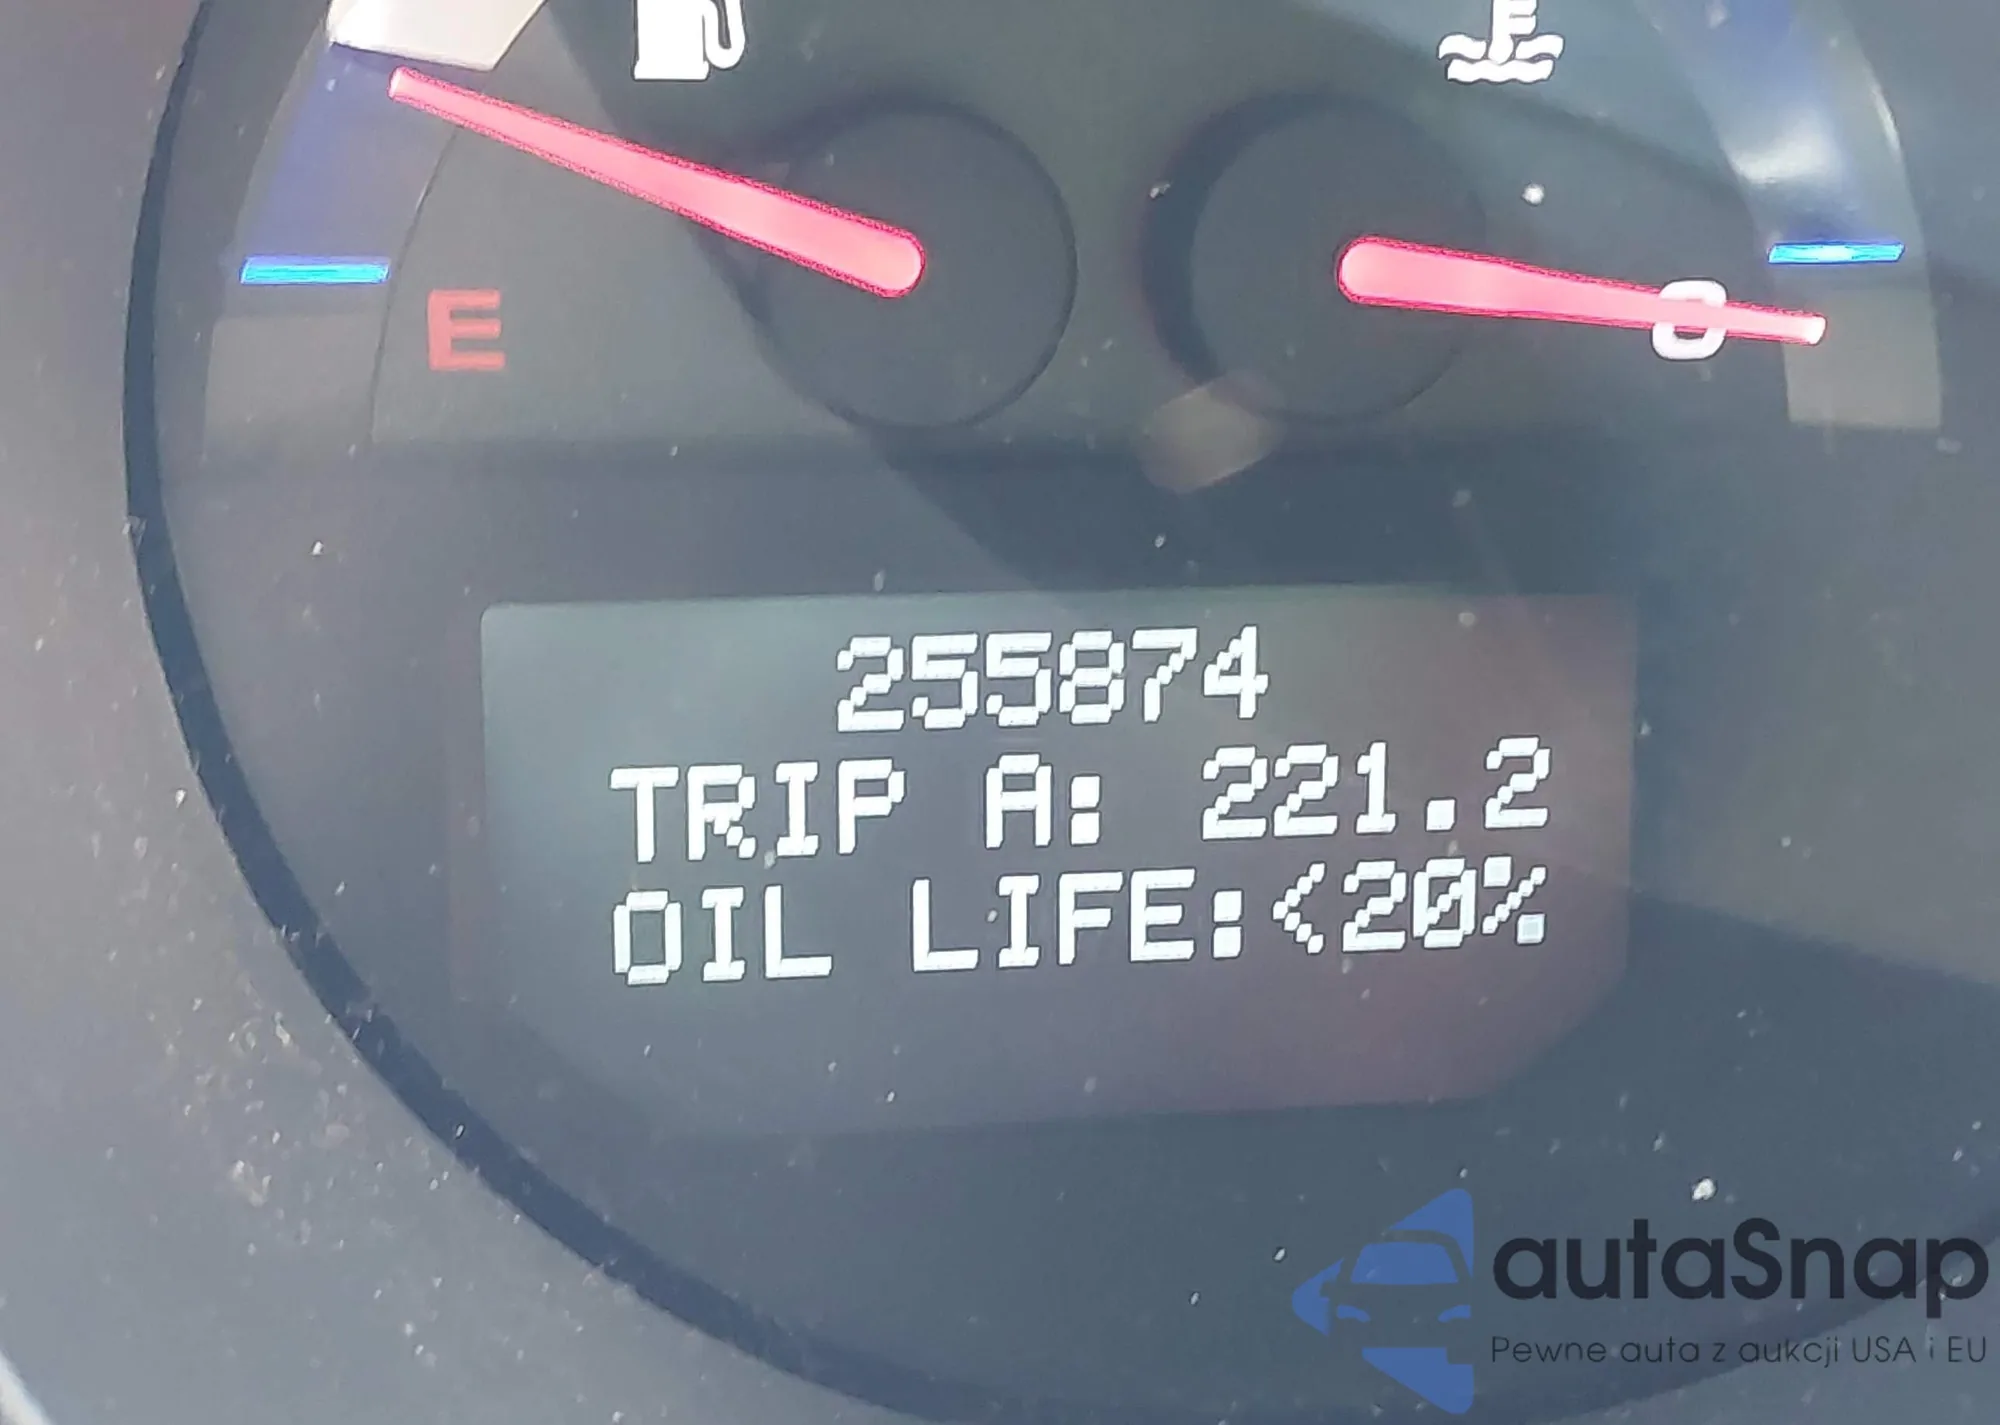 E
C
255874
TRIP A: 221.2
OIL LIFE:<20%
autaSnap
Pewne auta z aukcji USA i EU